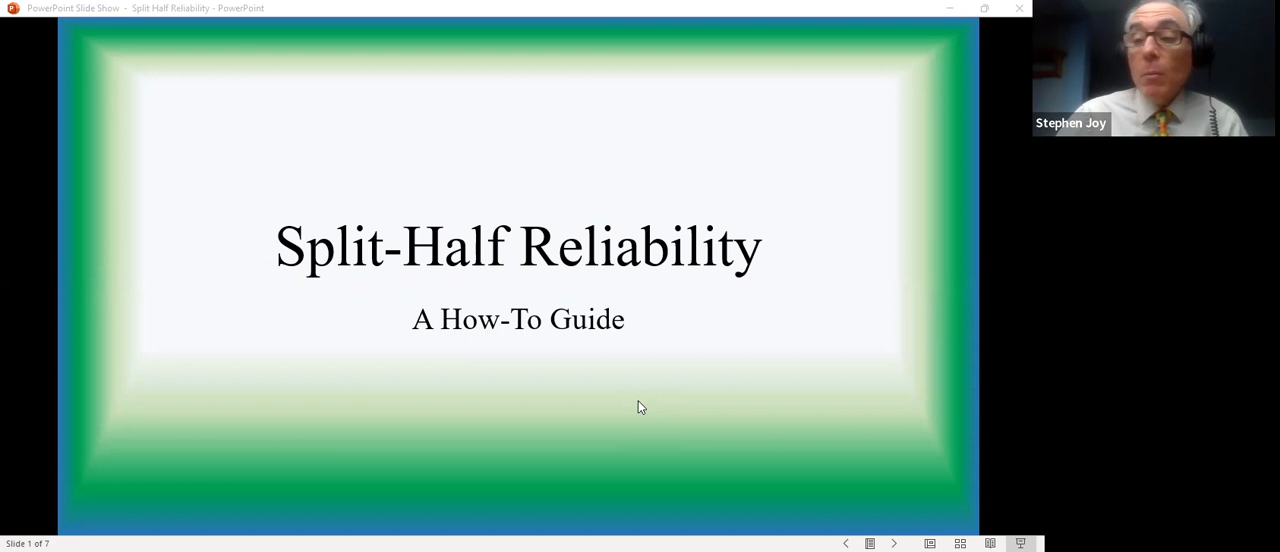 PowerPoint Slide Show - Split Half Reliability - PowerPoint
Stephen Joy
Split-Half Reliability
A How-To Guide
Slide 1 of 7